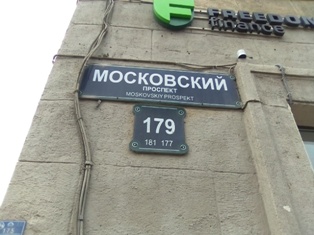 FREEDOM
finance
МОСКОВСКИЙ
ПРОСПЕКТ
MOSKOVSKIY PROSPEKT
179
181 177